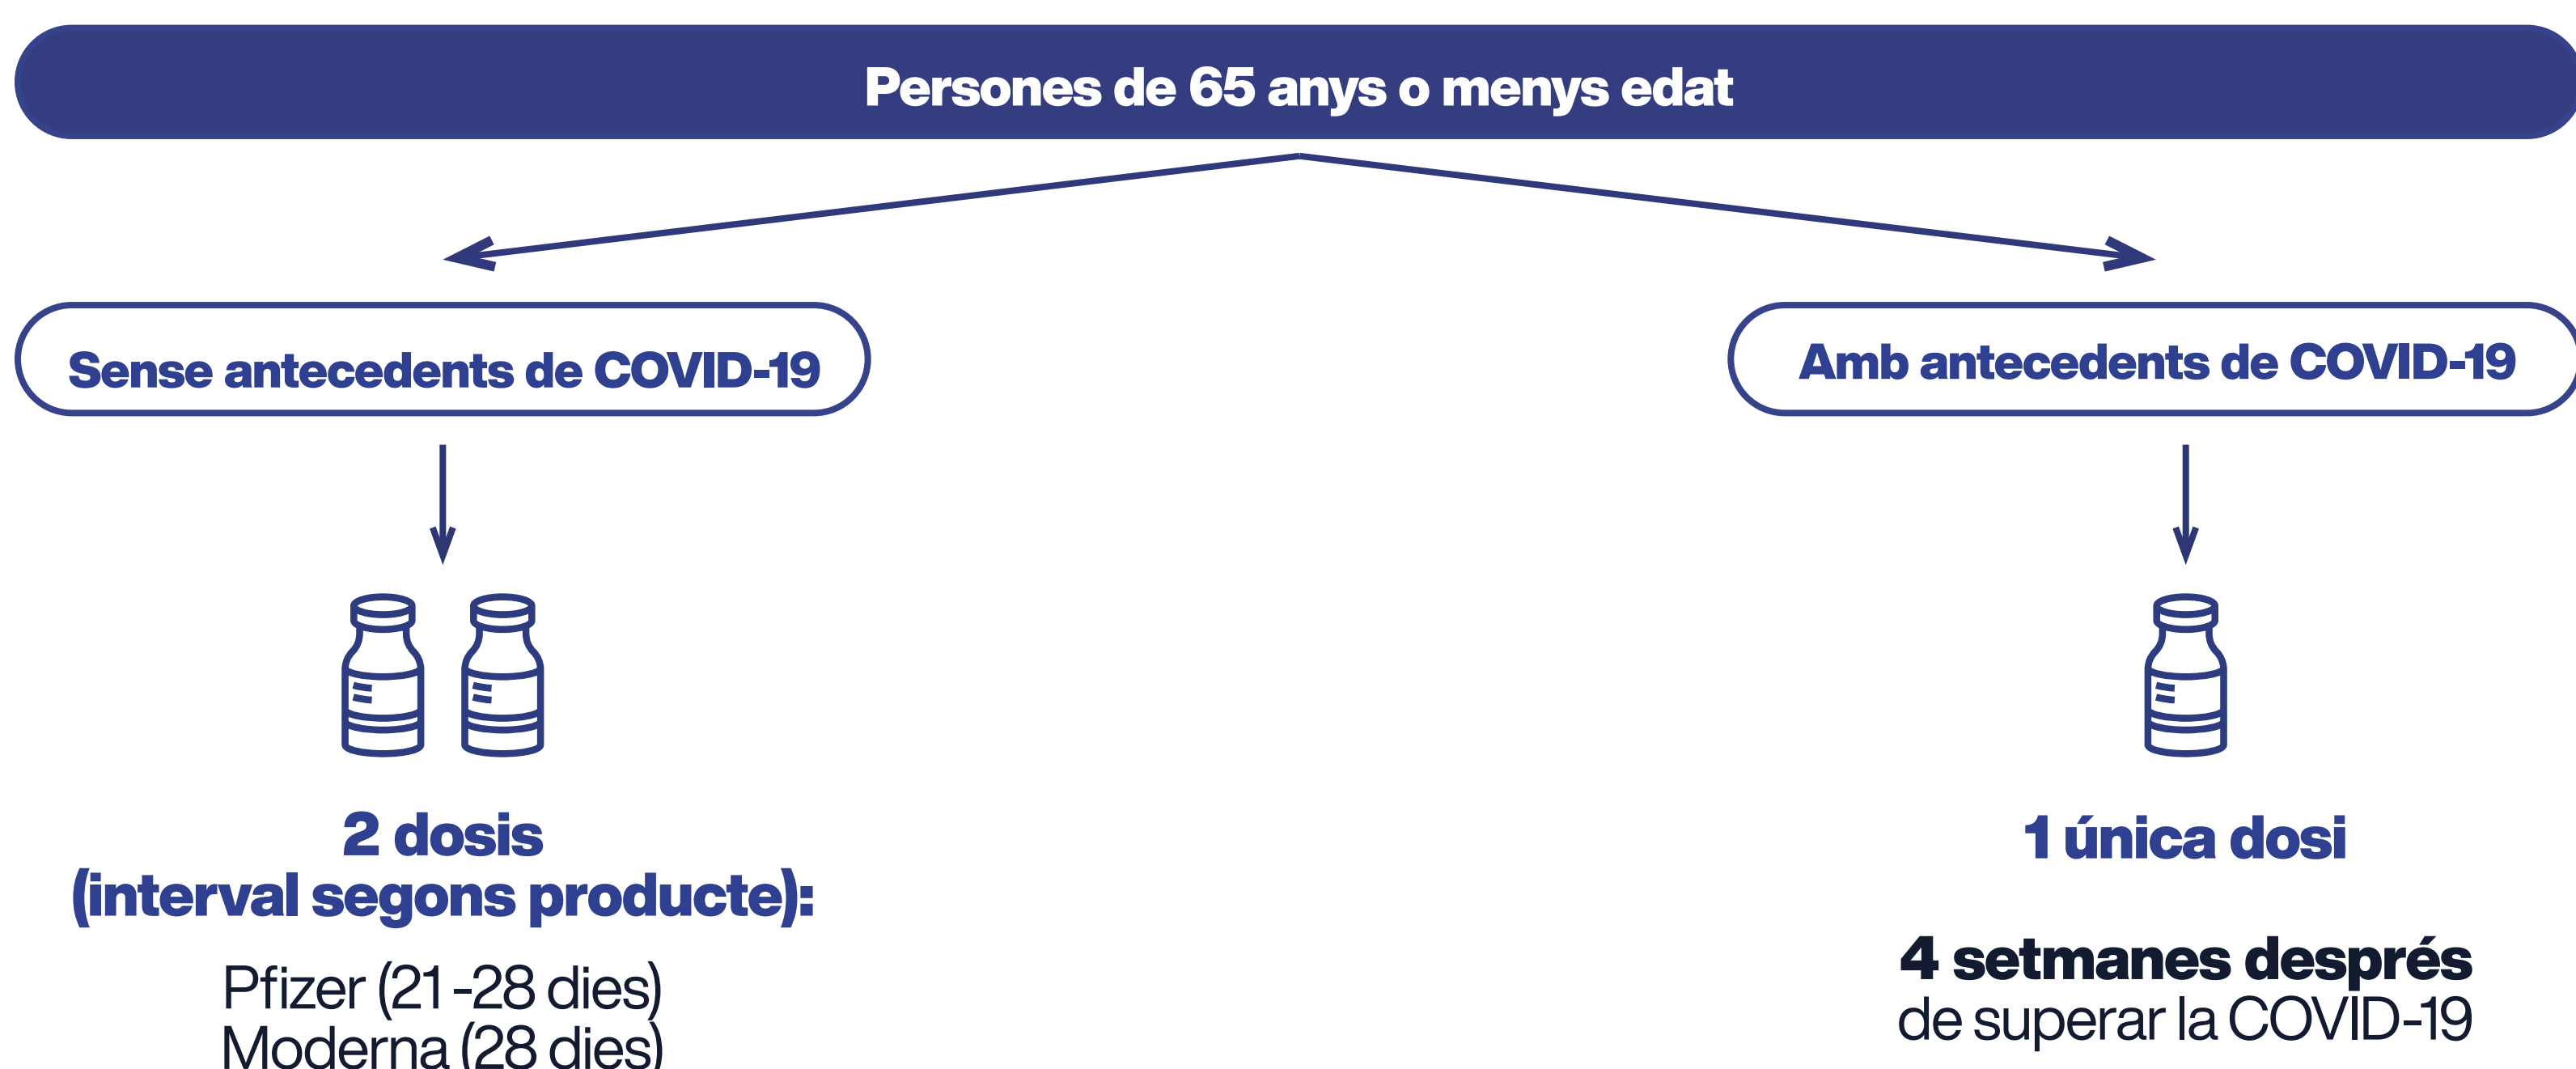 Persones de 65 anys o menys edat
Sense antecedents de COVID-19
Amb antecedents de COVID-19
2 dosis
(interval segons producte):
Pfizer (21-28 dies)
Moderna (28 dies)
1 única dosi
4 setmanes després
de superar la COVID-19